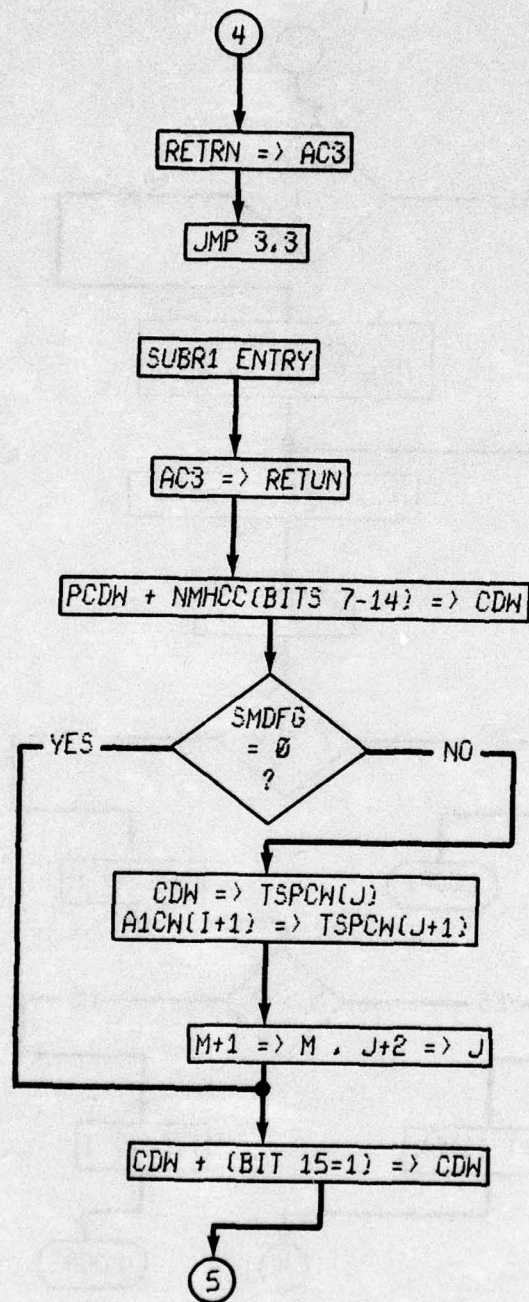 4
RETRN => AC3
JMP 3,3
SUBR1 ENTRY
AC3 => RETUN
PCDW + NMHCC(BITS 7-14) => CDW
SMDFG
= 0
?
YES
NO
CDW => TSPCW(J)
A1CW(I+1) => TSPCW(J+1)
M+1 => M , J+2 => J
CDW + (BIT 15=1) => CDW
5